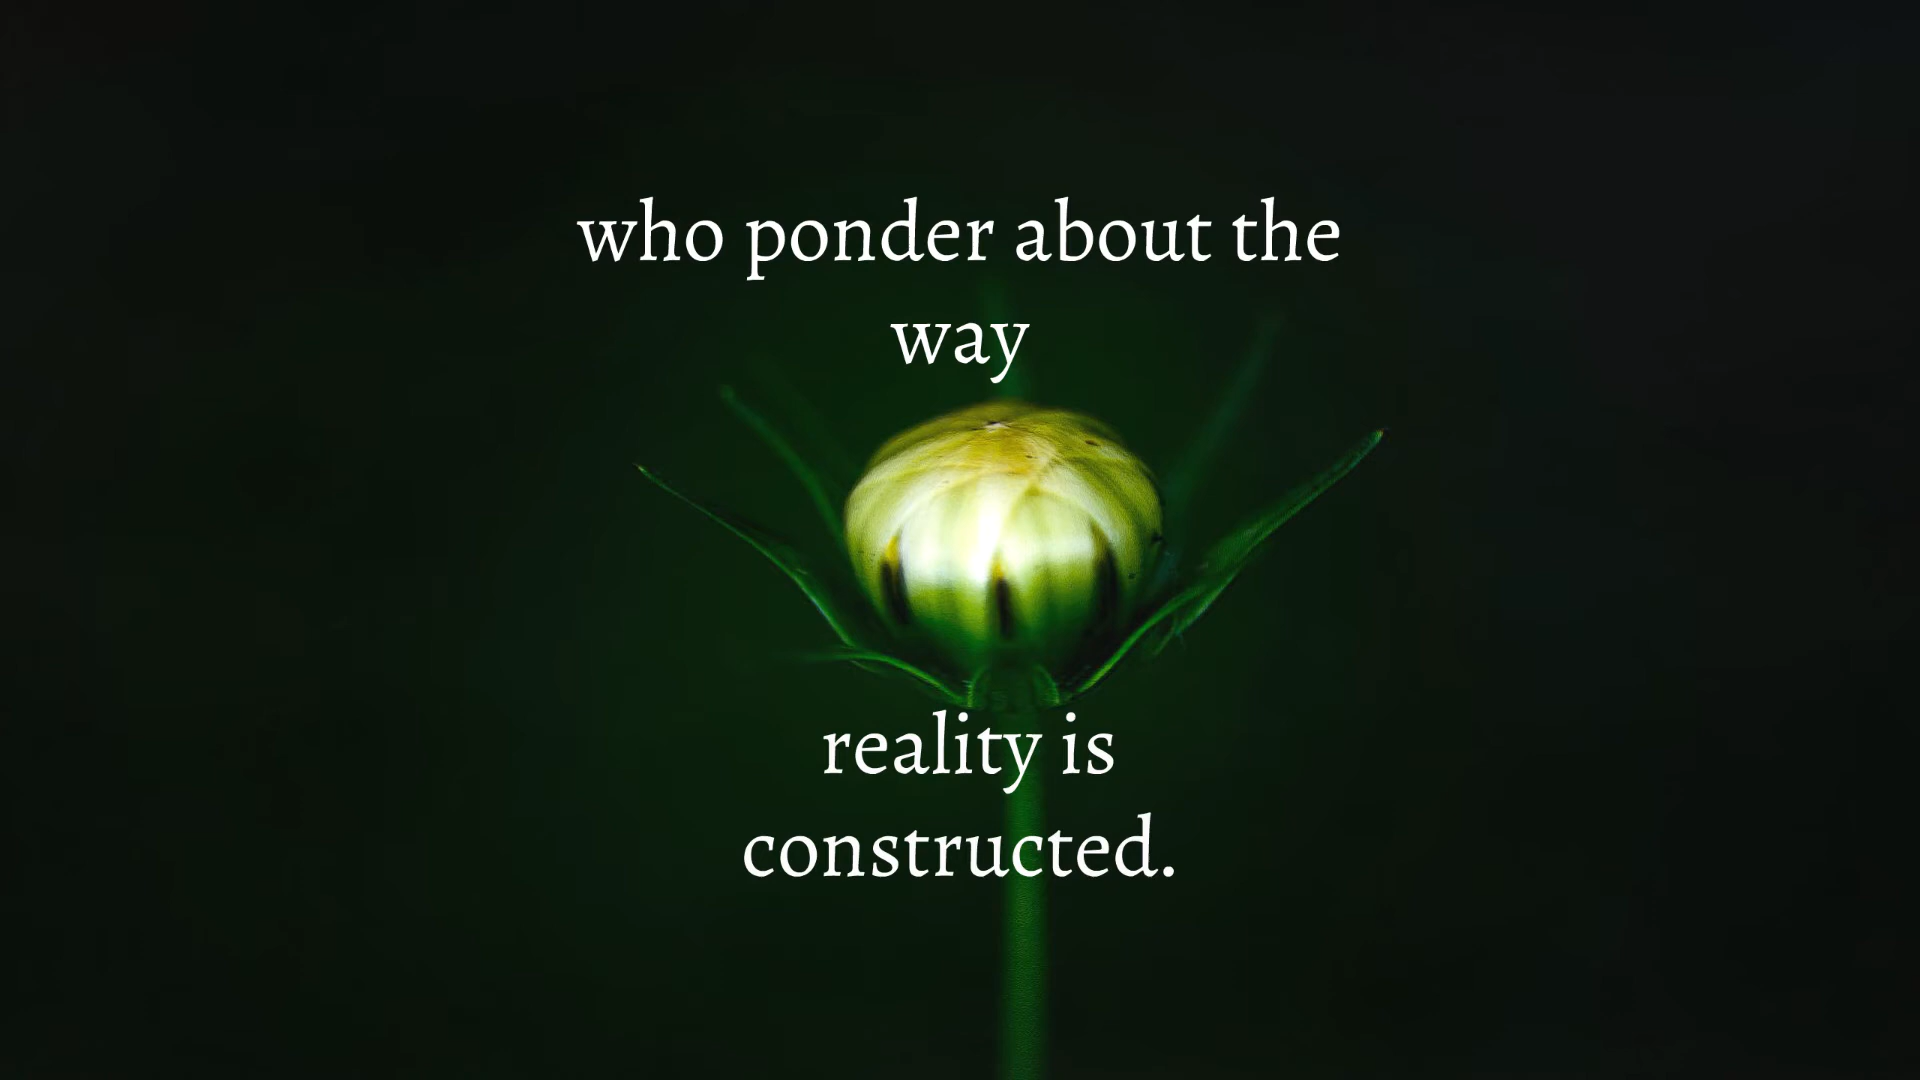 who ponder about the
way
reality is
constructed.